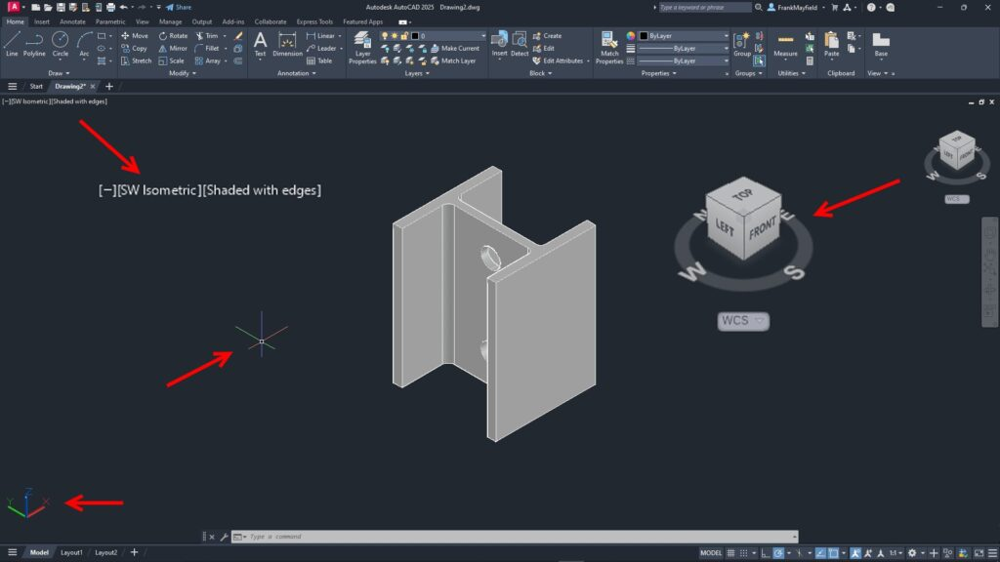 A Share Autodesk AutoCAD 2025 Drawing2.dwg Type a keyword or phrase FrankMayfield
Home Insert Annotate Parametric View Manage Output Add-ins Collaborate Express Tools Featured Apps
Line Polyline Circle Arc
Move Rotate Trim
Copy Mirror Fillet
Stretch Scale Array
A
Text Dimension
Linear
Leader
Table
Layer Properties
0
Make Current
Match Layer
Insert Detect
Create
Edit
Edit Attributes
Match Properties
ByLayer
ByLayer
ByLayer
Group Measure Paste Base
Draw Modify Annotation Layers Block Properties Groups Utilities Clipboard View
Start Drawing2* +
[−][SW Isometric][Shaded with edges]
TOP
LEFT FRONT
N E
W S
WCS
[−][SW Isometric][Shaded with edges]
TOP
LEFT FRONT
N E
W S
WCS
Z
Y X
Type a command
Model Layout1 Layout2 + MODEL 1:1